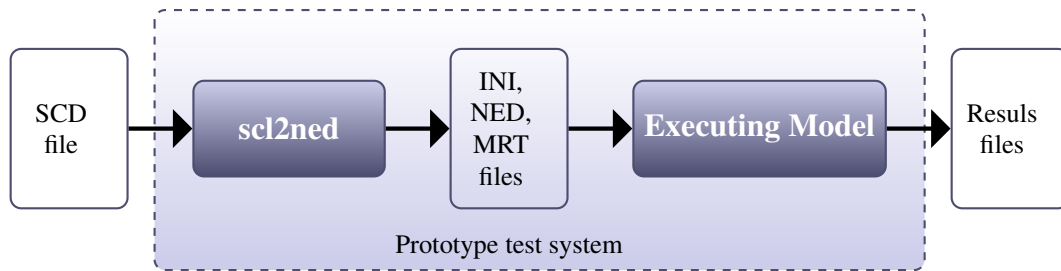 SCD
file
scl2ned
INI,
NED,
MRT
files
Executing Model
Resuls
files
Prototype test system